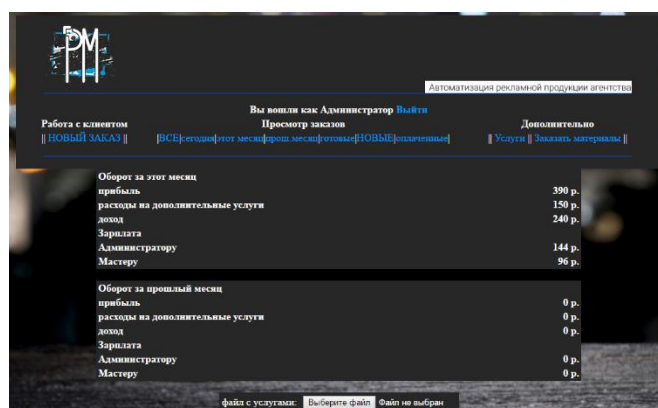 РМ
Автоматизация рекламной продукции агентства
Вы вошли как Администратор Выйти
Работа с клиентом Просмотр заказов Дополнительно
|| НОВЫЙ ЗАКАЗ || |ВСЕ|сегодня|этот месяц|прош.месяц|готовые|НОВЫЕ|оплаченные| || Услуги || Заказать материалы ||
Оборот за этот месяц
прибыль 390 р.
расходы на дополнительные услуги 150 р.
доход 240 р.
Зарплата
Администратору 144 р.
Мастеру 96 р.
Оборот за прошлый месяц
прибыль 0 р.
расходы на дополнительные услуги 0 р.
доход 0 р.
Зарплата
Администратору 0 р.
Мастеру 0 р.
файл с услугами: Выберите файл Файл не выбран